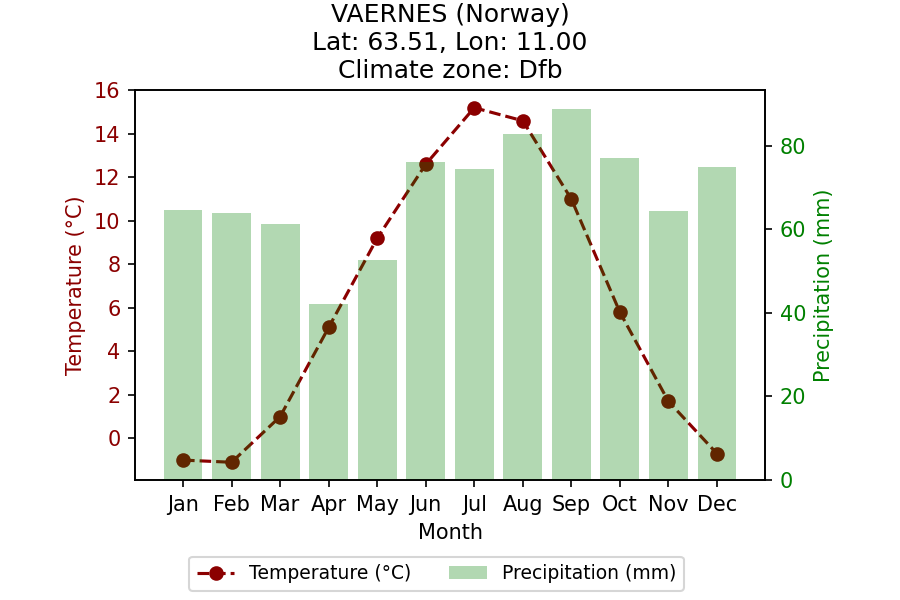 VAERNES (Norway)
Lat: 63.51, Lon: 11.00
Climate zone: Dfb
16
14
12
10
8
6
4
2
0
Temperature (°C)
80
60
40
20
0
Precipitation (mm)
Jan Feb Mar Apr May Jun Jul Aug Sep Oct Nov Dec
Month
Temperature (°C) Precipitation (mm)